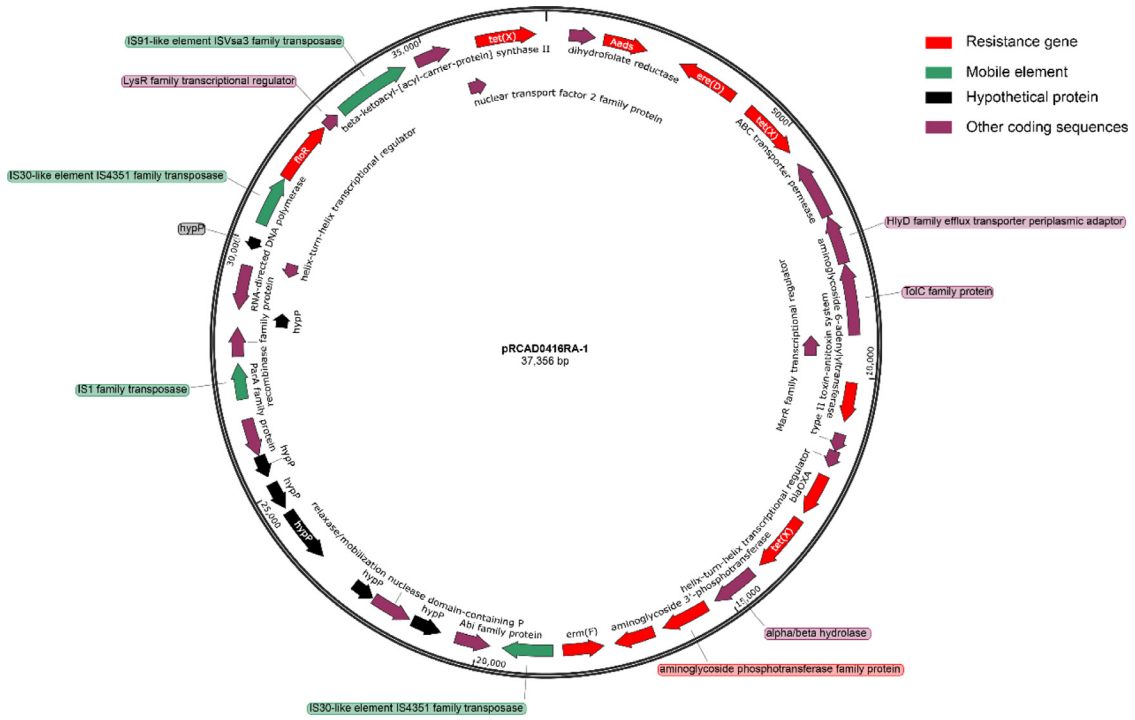 IS91-like element ISVsa3 family transposase
LysR family transcriptional regulator
IS30-like element IS4351 family transposase
hypP
IS1 family transposase
IS30-like element IS4351 family transposase
aminoglycoside phosphotransferase family protein
alpha/beta hydrolase
TolC family protein
HlyD family efflux transporter periplasmic adaptor
Resistance gene
Mobile element
Hypothetical protein
Other coding sequences
pRCAD0416RA-1
37,356 bp
5000
10,000
15,000
20,000
25,000
30,000
35,000
tet(X)
dihydrofolate reductase
Aads
ere(D)
tet(X)
ABC transporter permease
MarR family transcriptional regulator
aminoglycoside 6-adenylyltransferase
type II toxin-antitoxin system
helix-turn-helix transcriptional regulator
blaOXA
tet(X)
aminoglycoside 3'-phosphotransferase
erm(F)
Abi family protein
hypP
relaxase/mobilization nuclease domain-containing P
hypP
hypP
hypP
hypP
ParA family protein
recombinase family protein
hypP
RNA-directed DNA polymerase
helix-turn-helix transcriptional regulator
floR
beta-ketoacyl-[acyl-carrier-protein] synthase II
nuclear transport factor 2 family protein